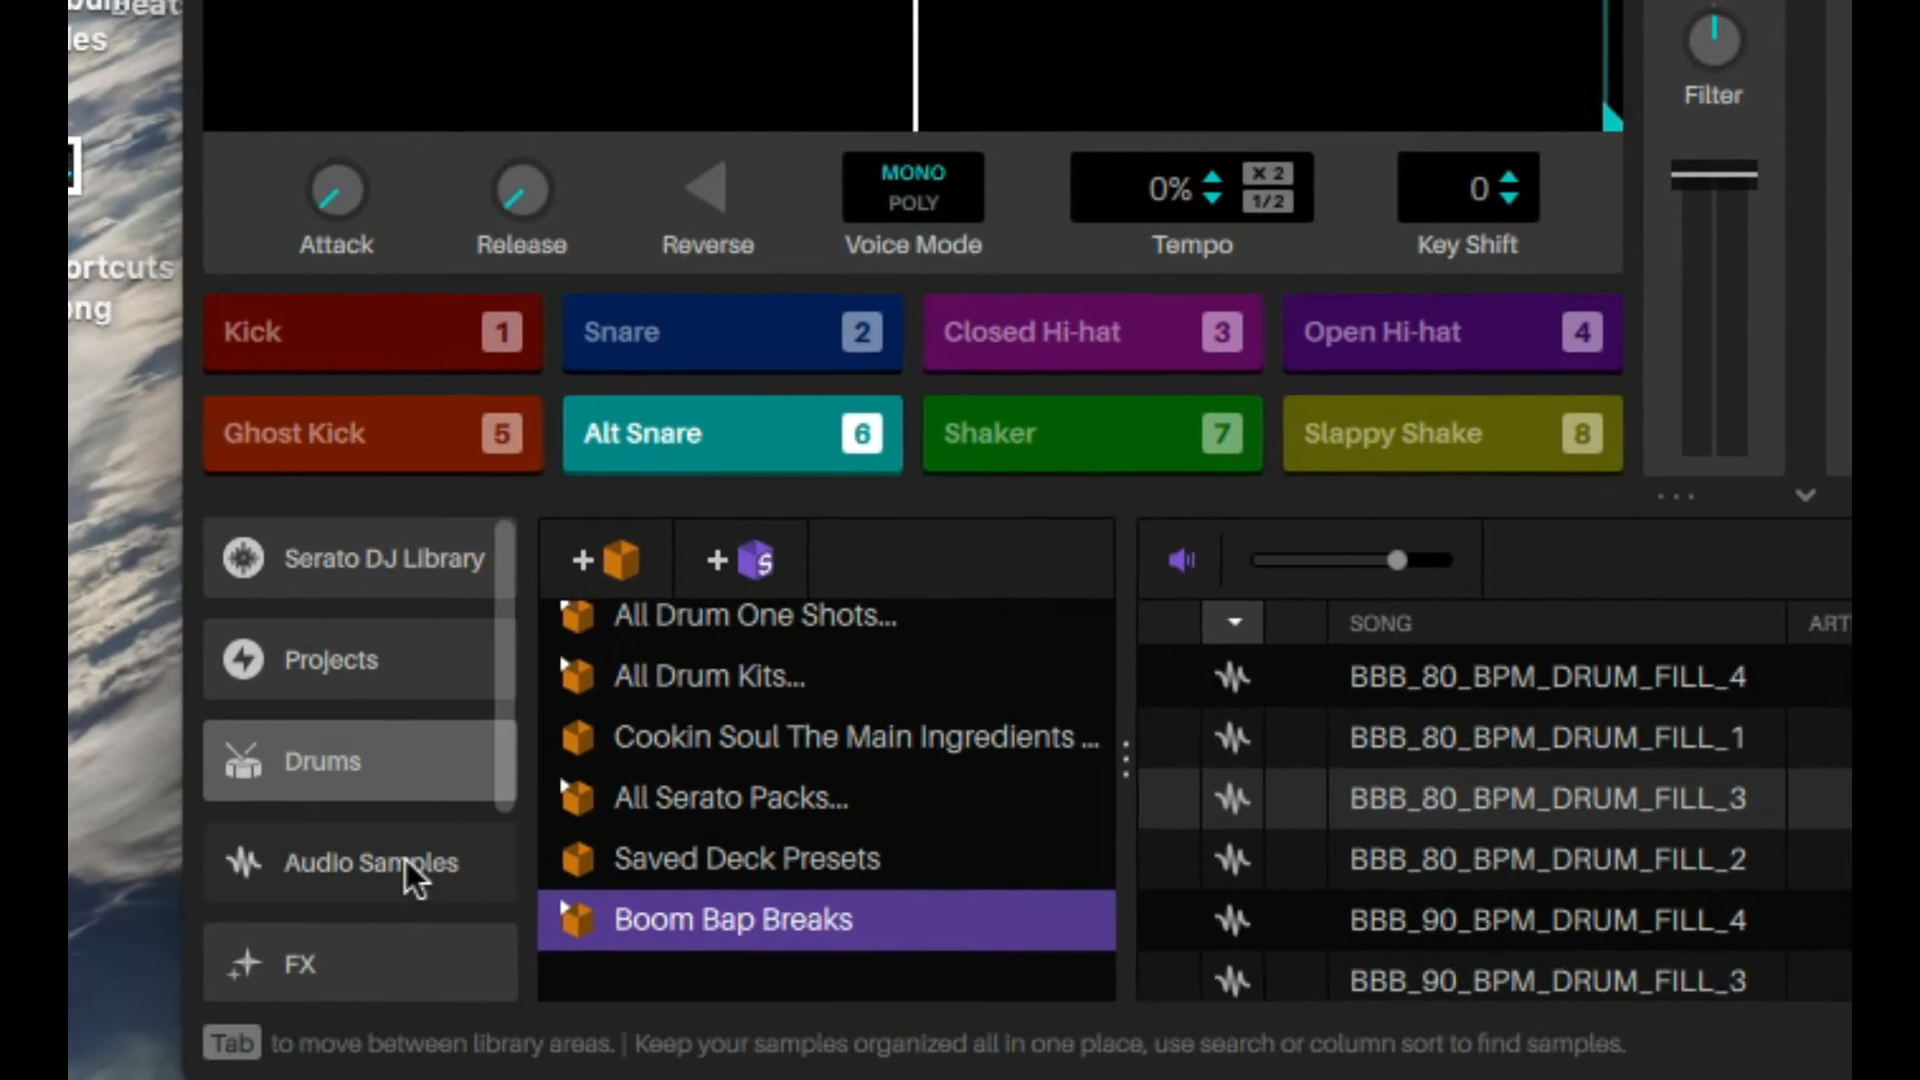 les
ortcuts
ong
Filter
MONO
POLY
0%
X 2
1/2
0
Attack
Release
Reverse
Voice Mode
Tempo
Key Shift
Kick 1
Snare 2
Closed Hi-hat 3
Open Hi-hat 4
Ghost Kick 5
Alt Snare 6
Shaker 7
Slappy Shake 8
Serato DJ Library
Projects
Drums
Audio Samples
FX
+
+ S
All Drum One Shots...
All Drum Kits...
Cookin Soul The Main Ingredients ...
All Serato Packs...
Saved Deck Presets
Boom Bap Breaks
SONG
ART
BBB_80_BPM_DRUM_FILL_4
BBB_80_BPM_DRUM_FILL_1
BBB_80_BPM_DRUM_FILL_3
BBB_80_BPM_DRUM_FILL_2
BBB_90_BPM_DRUM_FILL_4
BBB_90_BPM_DRUM_FILL_3
Tab to move between library areas. | Keep your samples organized all in one place, use search or column sort to find samples.